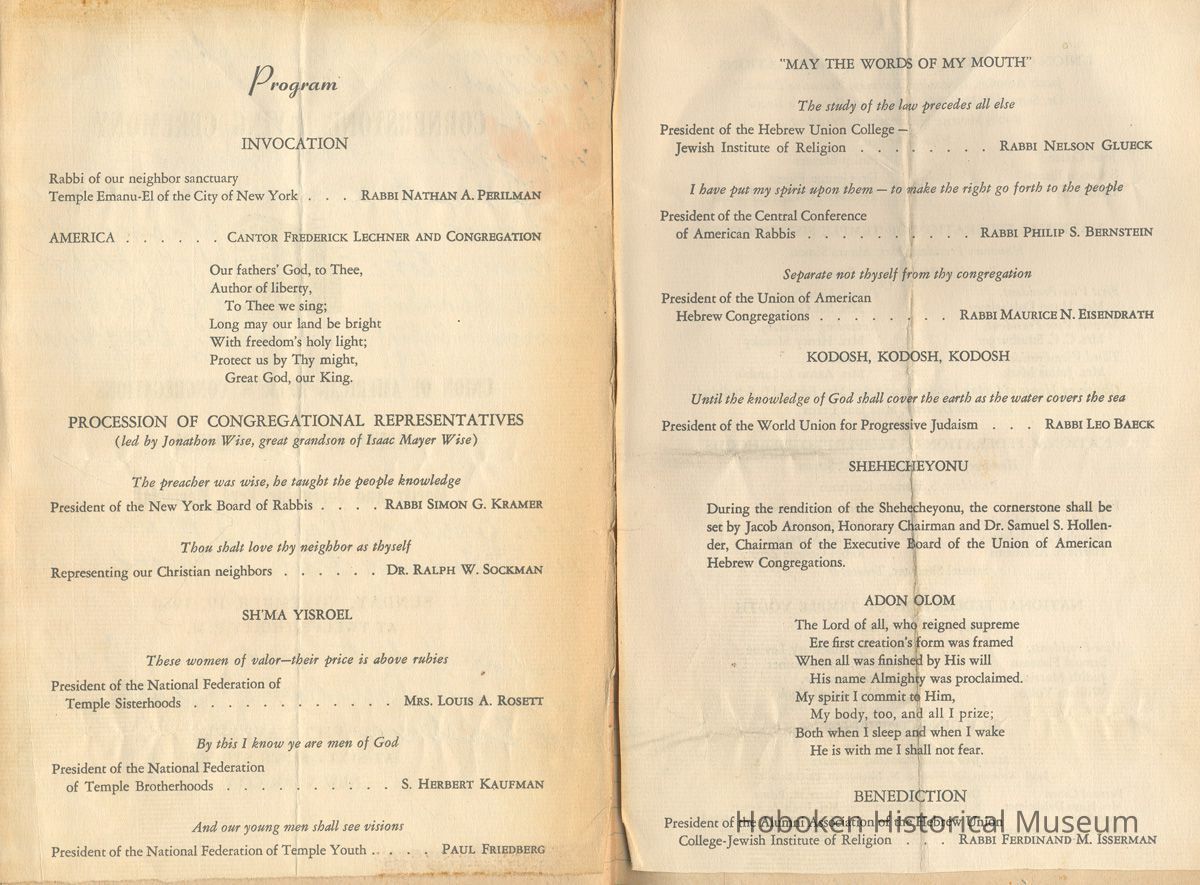 Program
INVOCATION
Rabbi of our neighbor sanctuary
Temple Emanu-El of the City of New York . . . RABBI NATHAN A. PERILMAN
AMERICA . . . . . . CANTOR FREDERICK LECHNER AND CONGREGATION
Our fathers' God, to Thee,
Author of liberty,
To Thee we sing;
Long may our land be bright
With freedom's holy light;
Protect us by Thy might,
Great God, our King.
PROCESSION OF CONGREGATIONAL REPRESENTATIVES
(led by Jonathon Wise, great grandson of Isaac Mayer Wise)
The preacher was wise, he taught the people knowledge
President of the New York Board of Rabbis . . . . RABBI SIMON G. KRAMER
Thou shalt love thy neighbor as thyself
Representing our Christian neighbors . . . . . . DR. RALPH W. SOCKMAN
SH'MA YISROEL
These women of valor—their price is above rubies
President of the National Federation of
Temple Sisterhoods . . . . . . . . . . . . MRS. LOUIS A. ROSETT
By this I know ye are men of God
President of the National Federation
of Temple Brotherhoods . . . . . . . . . . S. HERBERT KAUFMAN
And our young men shall see visions
President of the National Federation of Temple Youth . . . . . PAUL FRIEDBERG
"MAY THE WORDS OF MY MOUTH"
The study of the law precedes all else
President of the Hebrew Union College —
Jewish Institute of Religion . . . . . . . . RABBI NELSON GLUECK
I have put my spirit upon them — to make the right go forth to the people
President of the Central Conference
of American Rabbis . . . . . . . . . . RABBI PHILIP S. BERNSTEIN
Separate not thyself from thy congregation
President of the Union of American
Hebrew Congregations . . . . . . . . RABBI MAURICE N. EISENDRATH
KODOSH, KODOSH, KODOSH
Until the knowledge of God shall cover the earth as the water covers the sea
President of the World Union for Progressive Judaism . . . RABBI LEO BAECK
SHEHECHEYONU
During the rendition of the Shehecheyonu, the cornerstone shall be
set by Jacob Aronson, Honorary Chairman and Dr. Samuel S. Hollen-
der, Chairman of the Executive Board of the Union of American
Hebrew Congregations.
ADON OLOM
The Lord of all, who reigned supreme
Ere first creation's form was framed
When all was finished by His will
His name Almighty was proclaimed.
My spirit I commit to Him,
My body, too, and all I prize;
Both when I sleep and when I wake
He is with me I shall not fear.
BENEDICTION
President of the Alumni Association of the Hebrew Union
College-Jewish Institute of Religion . . . RABBI FERDINAND M. ISSERMAN
Hoboken Historical Museum